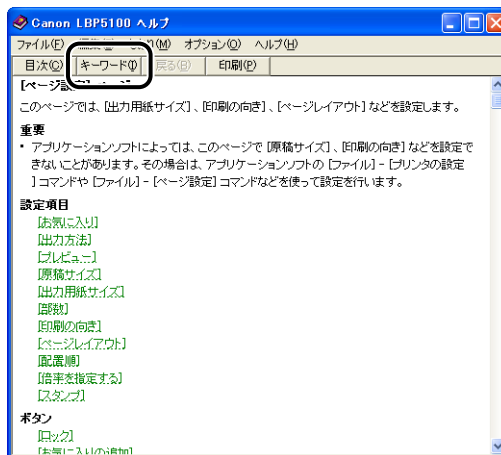 Canon LBP5100 ヘルプ
ファイル(F) オプション(O) ヘルプ(H)
目次(C) キーワード(I) 戻る(B) 印刷(P)
このページでは、[出力用紙サイズ]、[印刷の向き]、[ページレイアウト] などを設定します。
重要
• アプリケーションソフトによっては、このページで [原稿サイズ]、[印刷の向き] などを設定で
きないことがあります。その場合は、アプリケーションソフトの [ファイル] - [プリンタの設定
] コマンドや [ファイル] - [ページ設定] コマンドなどを使って設定を行います。
設定項目
[お気に入り]
[出力方法]
[プレビュー]
[原稿サイズ]
[出力用紙サイズ]
[部数]
[印刷の向き]
[ページレイアウト]
[配置順]
[倍率を指定する]
[スタンプ]
ボタン
[ロック]
[お気に入りの追加]